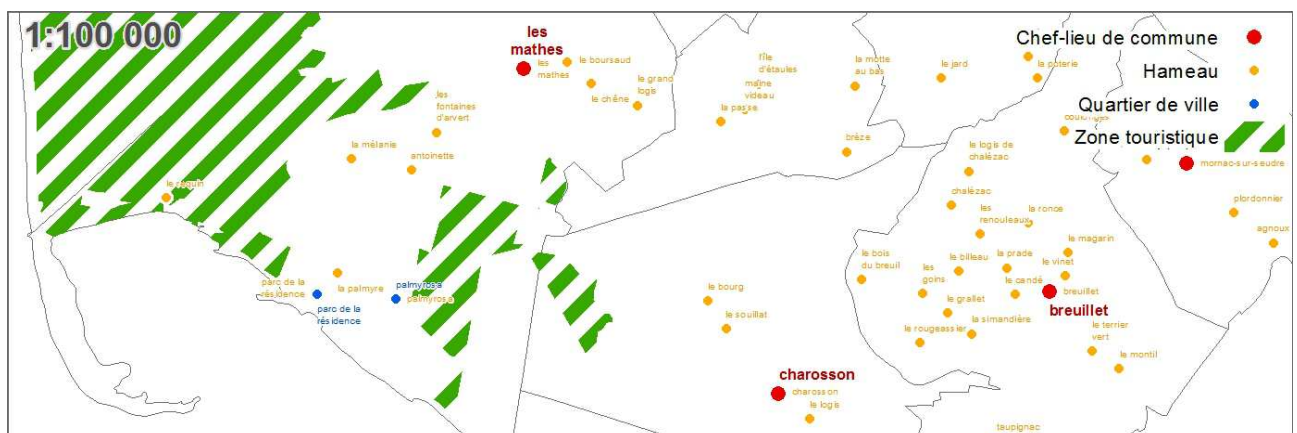 1:100 000
les
mathes
les
mathes
le boursaud
le chêne
le grand
logis
l'île
d'étaules
maine
videau
la passe
la motte
au bas
le jard
la poterie
Chef-lieu de commune
Hameau
Quartier de ville
Zone touristique
les
fontaines
d'arvert
la mélanie
antoinette
brèze
le logis de
chalézac
mornac-sur-seudre
le requin
chalézac
les
renouleaux
la ronce
plordonnier
agnoux
le magarin
le bois
du breuil
les
goins
le billeau
la prade
le vinet
parc de la
résidence
la palmyre
palmyrosa
palmyrosa
parc de la
résidence
le bourg
le souillat
le candé
breuillet
breuillet
le grallet
la simandière
le rougeassier
le terrier
vert
le montil
charosson
charosson
le logis
taupignac